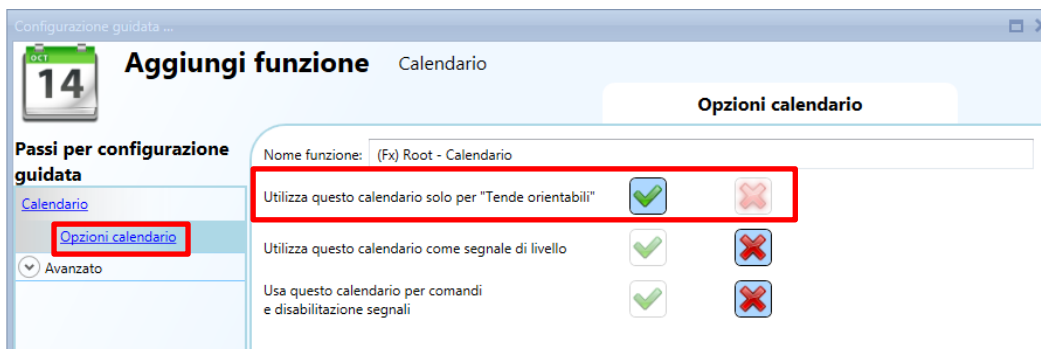 Configurazione guidata ...
OCT
14
Aggiungi funzione Calendario
Opzioni calendario
Passi per configurazione
guidata
Calendario
Opzioni calendario
Avanzato
Nome funzione: (Fx) Root - Calendario
Utilizza questo calendario solo per "Tende orientabili"
Utilizza questo calendario come segnale di livello
Usa questo calendario per comandi
e disabilitazione segnali